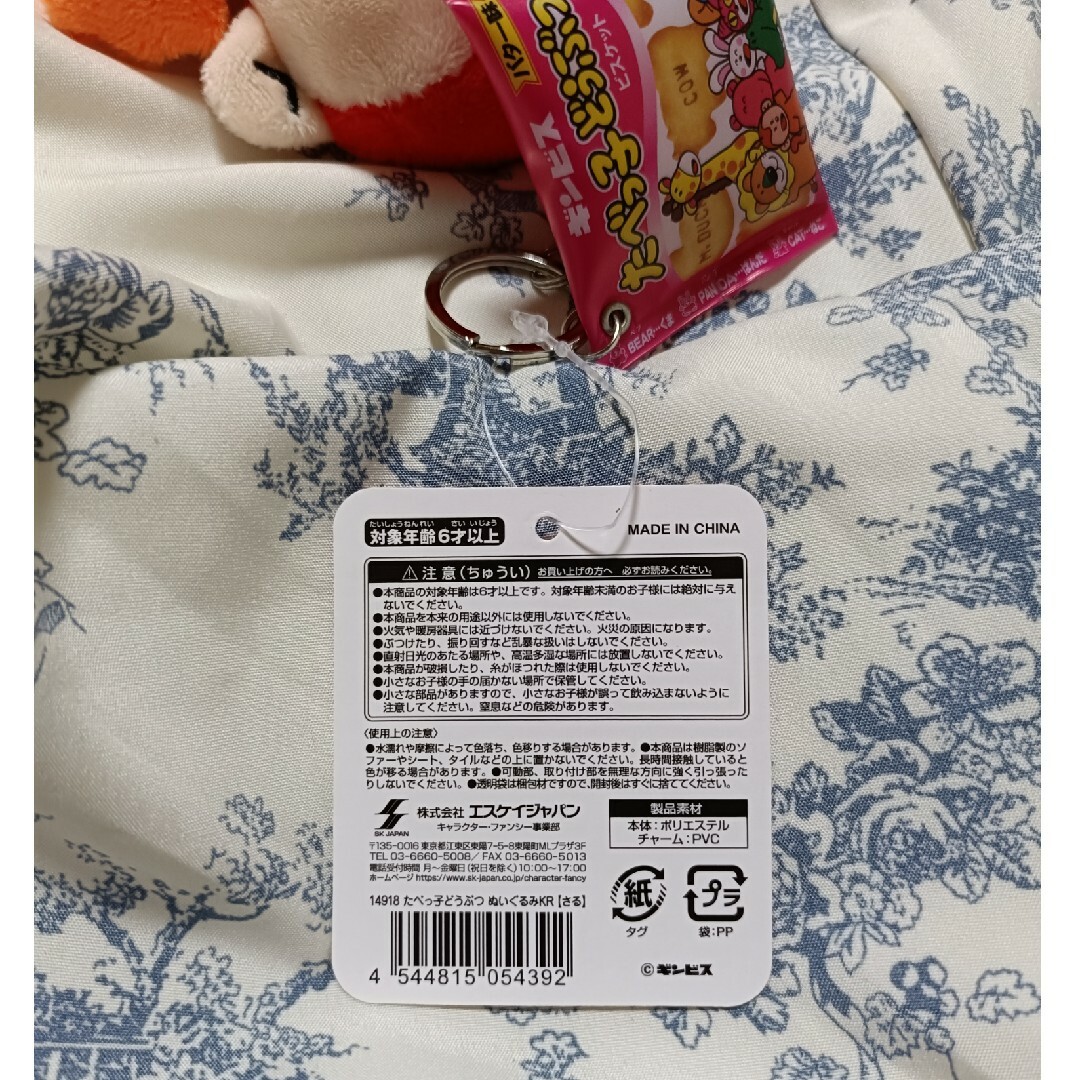 バター味
ギンビス
たべっ子どうぶつ
ビスケット
COW
DUCK
BEAR…くま
PANDA…ぱんだ
CAT…ねこ
たいしょうねんれい さい いじょう
対象年齢6才以上
MADE IN CHINA
⚠注意(ちゅうい) お買い上げの方へ 必ずお読みください。
●本商品の対象年齢は6才以上です。対象年齢未満のお子様には絶対に与え
ないでください。
●本商品を本来の用途以外には使用しないでください。
●火気や暖房器具には近づけないでください。火災の原因になります。
●ぶつけたり、振り回すなど乱暴な扱いはしないでください。
●直射日光のあたる場所や、高温多湿な場所には放置しないでください。
●本商品が破損したり、糸がほつれた際は使用しないでください。
●小さなお子様の手の届かない場所で保管してください。
●小さな部品がありますので、小さなお子様が誤って飲み込まないように
注意してください。窒息などの危険があります。
〈使用上の注意〉
●水濡れや摩擦によって色落ち、色移りする場合があります。●本商品は樹脂製のソ
ファーやシート、タイルなどの上に置かないでください。長時間接触していると
色が移る場合があります。●可動部、取り付け部を無理な方向に強く引っ張った
りしないでください。●透明袋は梱包材ですので、開封後はすぐに捨ててください。
SK JAPAN
株式会社 エスケイジャパン
キャラクター・ファンシー事業部
〒135-0016 東京都江東区東陽7-5-8東陽町MLプラザ3F
TEL 03-6660-5008/FAX 03-6660-5013
電話受付時間 月〜金曜日(祝日を除く)10:00〜17:00
ホームページ https://www.sk-japan.co.jp/character-fancy
製品素材
本体:ポリエステル
チャーム:PVC
紙
タグ
プラ
袋:PP
14918 たべっ子どうぶつ ぬいぐるみKR【さる】
4 544815 054392
©ギンビス